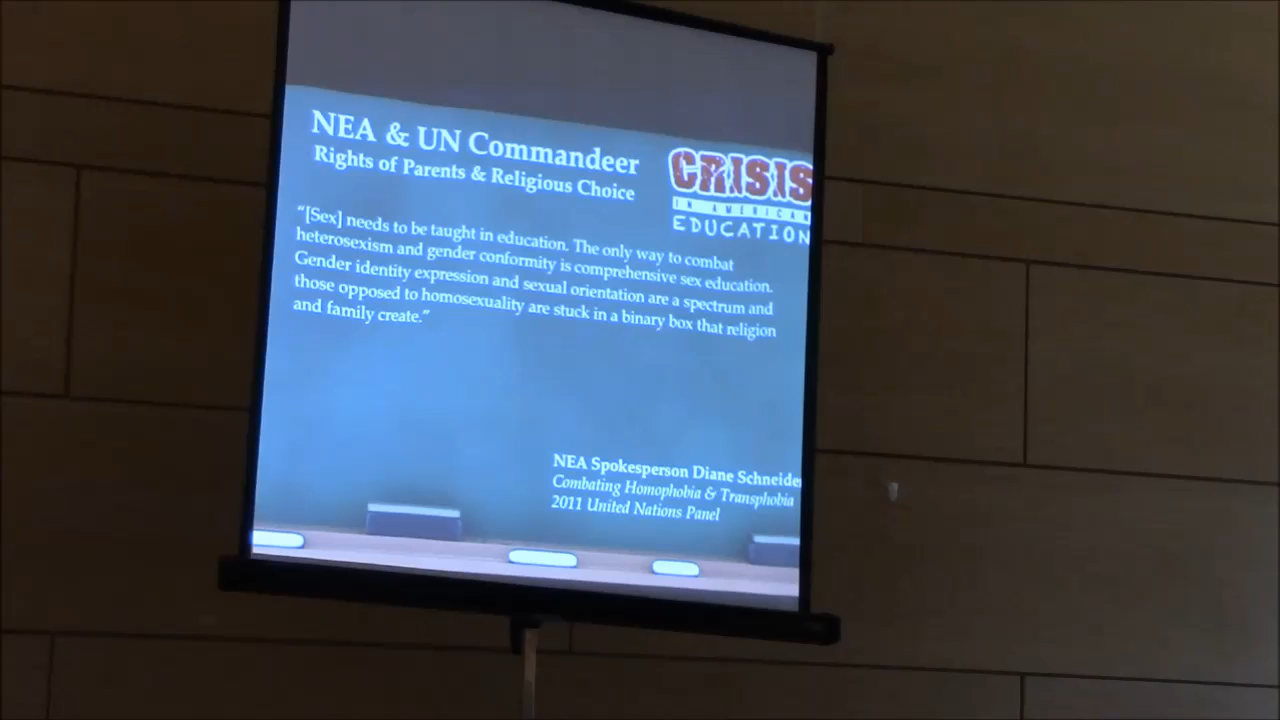 NEA & UN Commandeer
Rights of Parents & Religious Choice
CRISIS
IN AMERICAN
EDUCATION
"[Sex] needs to be taught in education. The only way to combat
heterosexism and gender conformity is comprehensive sex education.
Gender identity expression and sexual orientation are a spectrum and
those opposed to homosexuality are stuck in a binary box that religion
and family create."
NEA Spokesperson Diane Schneide
Combating Homophobia & Transphobia
2011 United Nations Panel